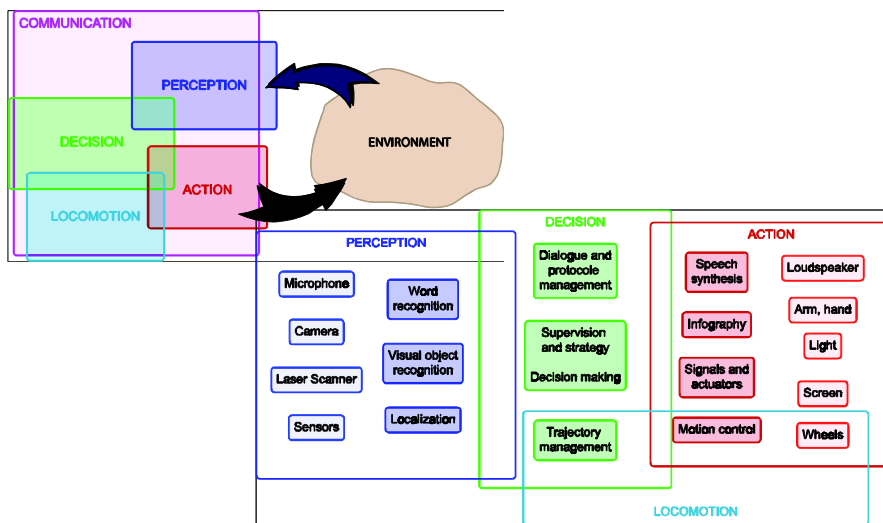 COMMUNICATION
PERCEPTION
DECISION
ACTION
LOCOMOTION
ENVIRONMENT
PERCEPTION
Microphone
Camera
Laser Scanner
Sensors
Word
recognition
Visual object
recognition
Localization
DECISION
Dialogue and
protocole
management
Supervision
and strategy
Decision making
Trajectory
management
ACTION
Speech
synthesis
Infography
Signals and
actuators
Motion control
Loudspeaker
Arm, hand
Light
Screen
Wheels
LOCOMOTION